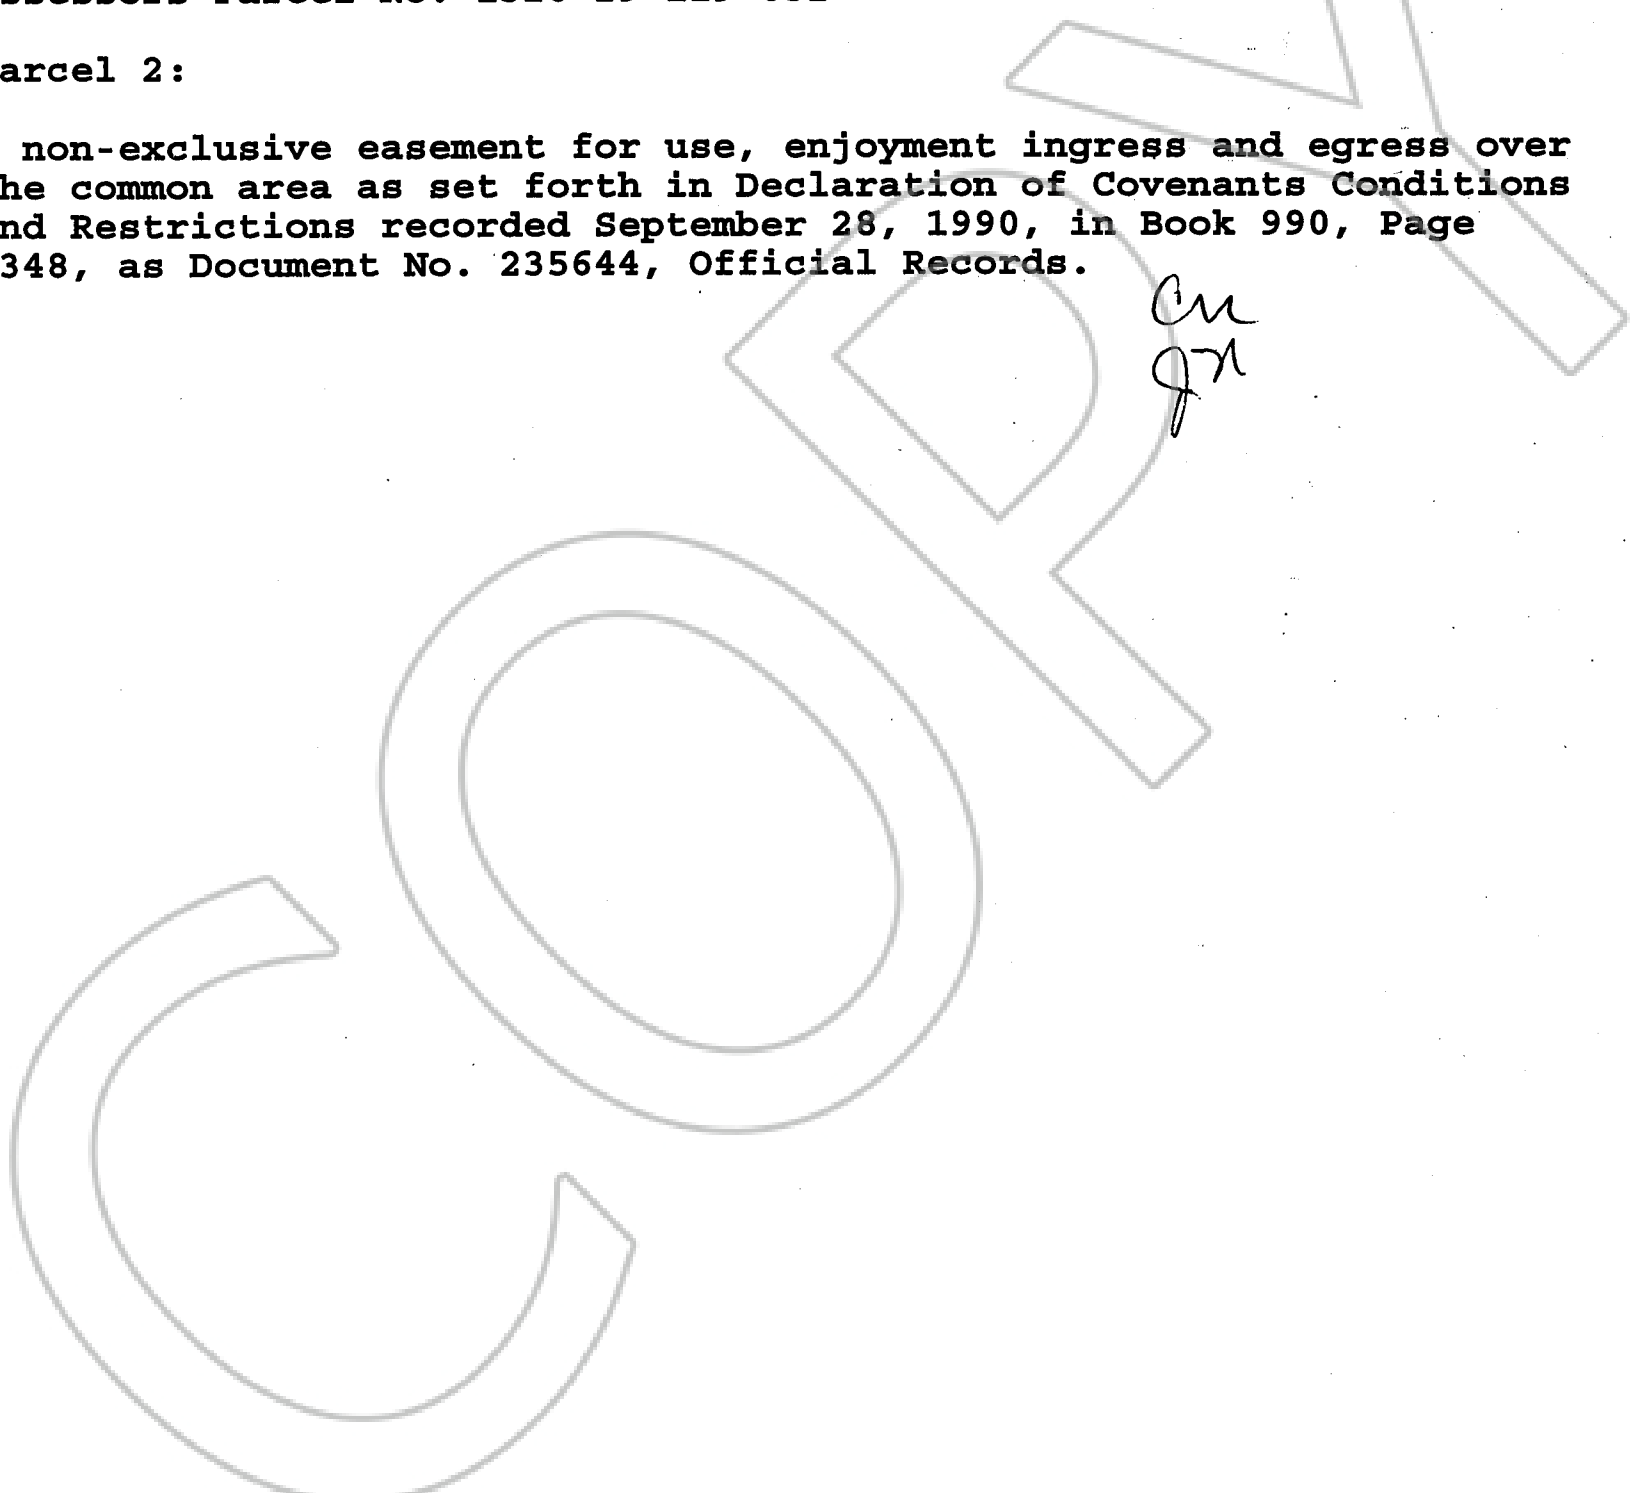 arcel 2:
non-exclusive easement for use, enjoyment ingress and egress over
he common area as set forth in Declaration of Covenants Conditions
nd Restrictions recorded September 28, 1990, in Book 990, Page
348, as Document No. 235644, Official Records.
COPY